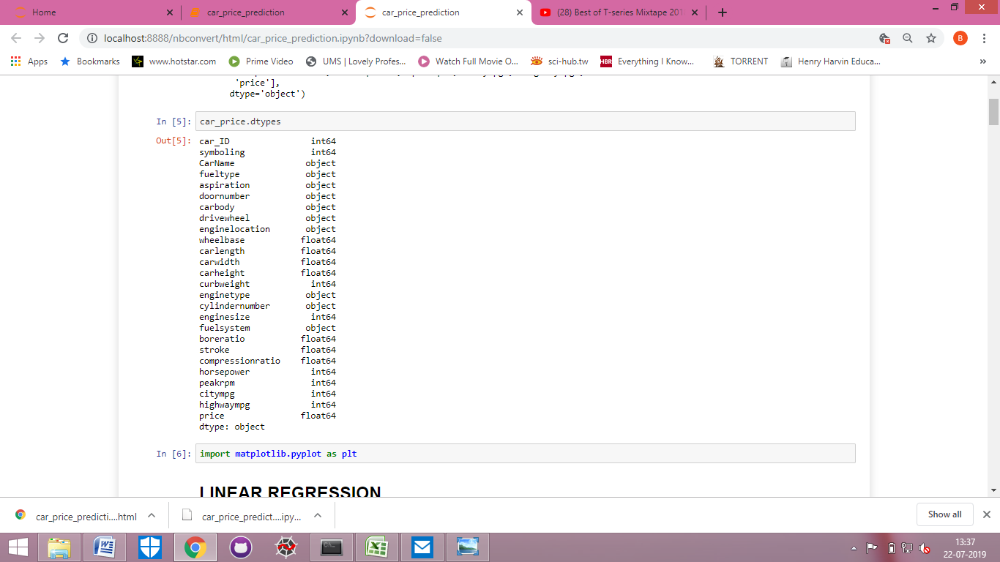 Home
car_price_prediction
car_price_prediction
(28) Best of T-series Mixtape 201
localhost:8888/nbconvert/html/car_price_prediction.ipynb?download=false
B
Apps
Bookmarks
www.hotstar.com
Prime Video
UMS | Lovely Profes...
Watch Full Movie O...
sci-hub.tw
HBR
Everything I Know...
TORRENT
Henry Harvin Educa...
»
'price'],
dtype='object')
In [5]: car_price.dtypes
Out[5]: car_ID int64
symboling int64
CarName object
fueltype object
aspiration object
doornumber object
carbody object
drivewheel object
enginelocation object
wheelbase float64
carlength float64
carwidth float64
carheight float64
curbweight int64
enginetype object
cylindernumber object
enginesize int64
fuelsystem object
boreratio float64
stroke float64
compressionratio float64
horsepower int64
peakrpm int64
citympg int64
highwaympg int64
price float64
dtype: object
In [6]: import matplotlib.pyplot as plt
LINEAR REGRESSION
car_price_predicti....html
car_price_predict....ipy...
Show all
13:37
22-07-2019